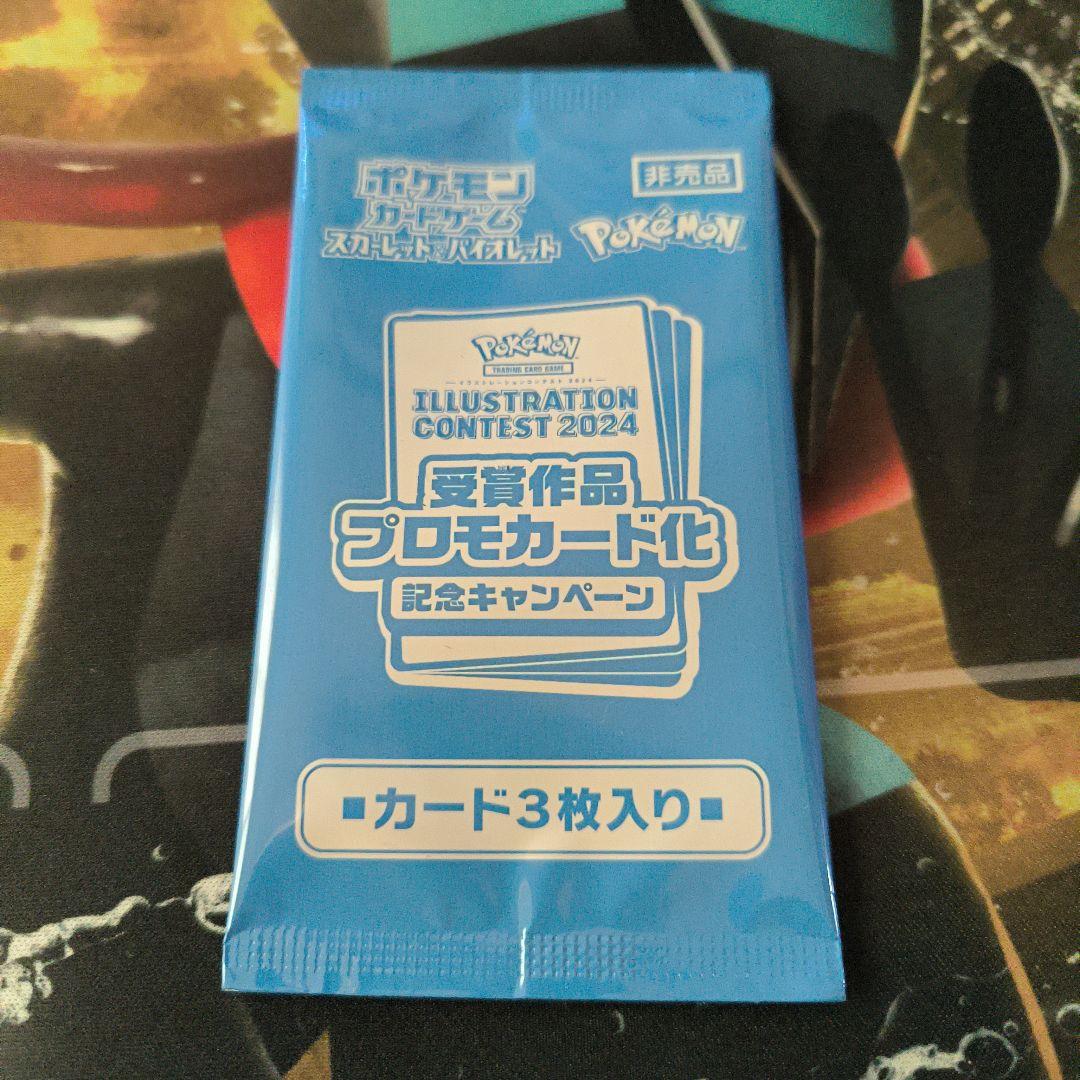 ポケモン
カードゲーム
スカーレット&バイオレット
非売品
Pokémon
Pokémon
TRADING CARD GAME
イラストレーションコンテスト 2024
ILLUSTRATION
CONTEST 2024
受賞作品
プロモカード化
記念キャンペーン
■カード3枚入り■